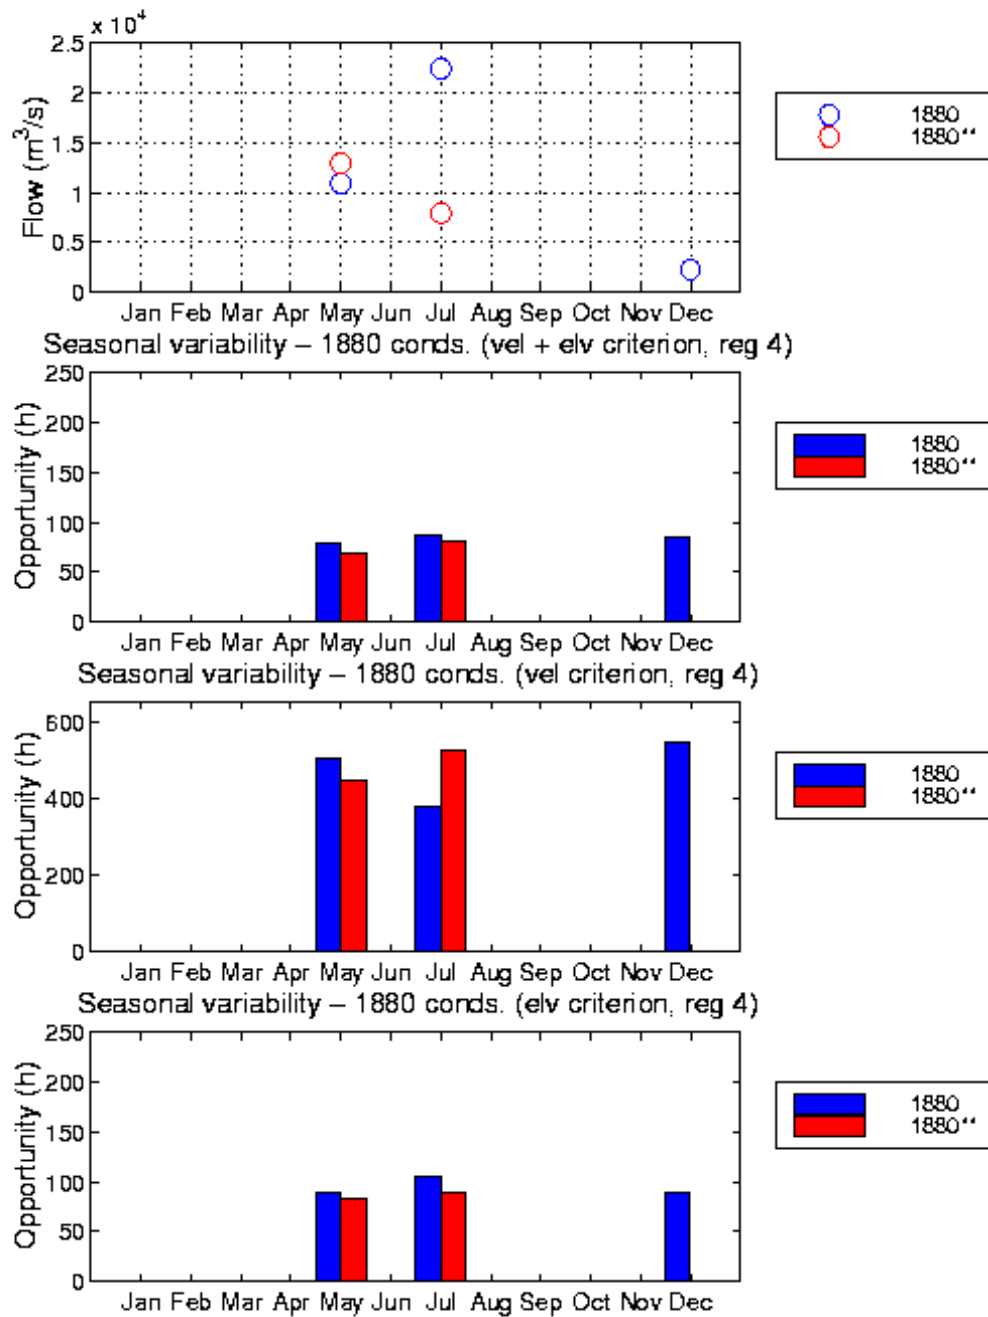 x 10^4
2.5
2
1.5
1
0.5
0
Flow (m^3/s)
Jan Feb Mar Apr May Jun Jul Aug Sep Oct Nov Dec
1880
1880**
Seasonal variability – 1880 conds. (vel + elv criterion, reg 4)
250
200
150
100
50
0
Opportunity (h)
Jan Feb Mar Apr May Jun Jul Aug Sep Oct Nov Dec
1880
1880**
Seasonal variability – 1880 conds. (vel criterion, reg 4)
600
400
200
0
Opportunity (h)
Jan Feb Mar Apr May Jun Jul Aug Sep Oct Nov Dec
1880
1880**
Seasonal variability – 1880 conds. (elv criterion, reg 4)
250
200
150
100
50
0
Opportunity (h)
Jan Feb Mar Apr May Jun Jul Aug Sep Oct Nov Dec
1880
1880**